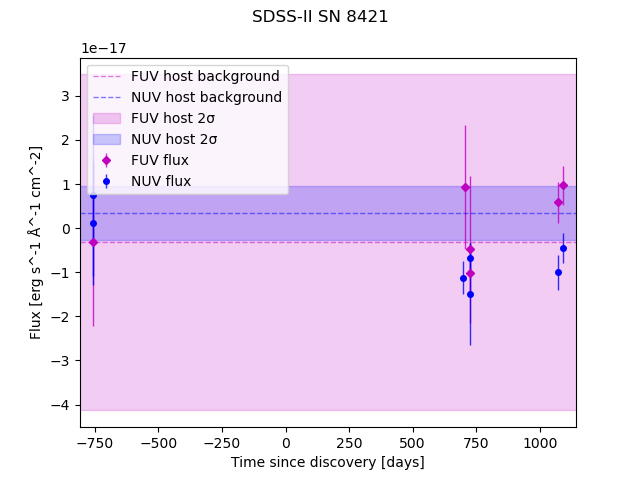 SDSS-II SN 8421
1e−17
FUV host background
NUV host background
FUV host 2σ
NUV host 2σ
FUV flux
NUV flux
3
2
1
0
−1
−2
−3
−4
Flux [erg s^-1 Å^-1 cm^-2]
−750
−500
−250
0
250
500
750
1000
Time since discovery [days]